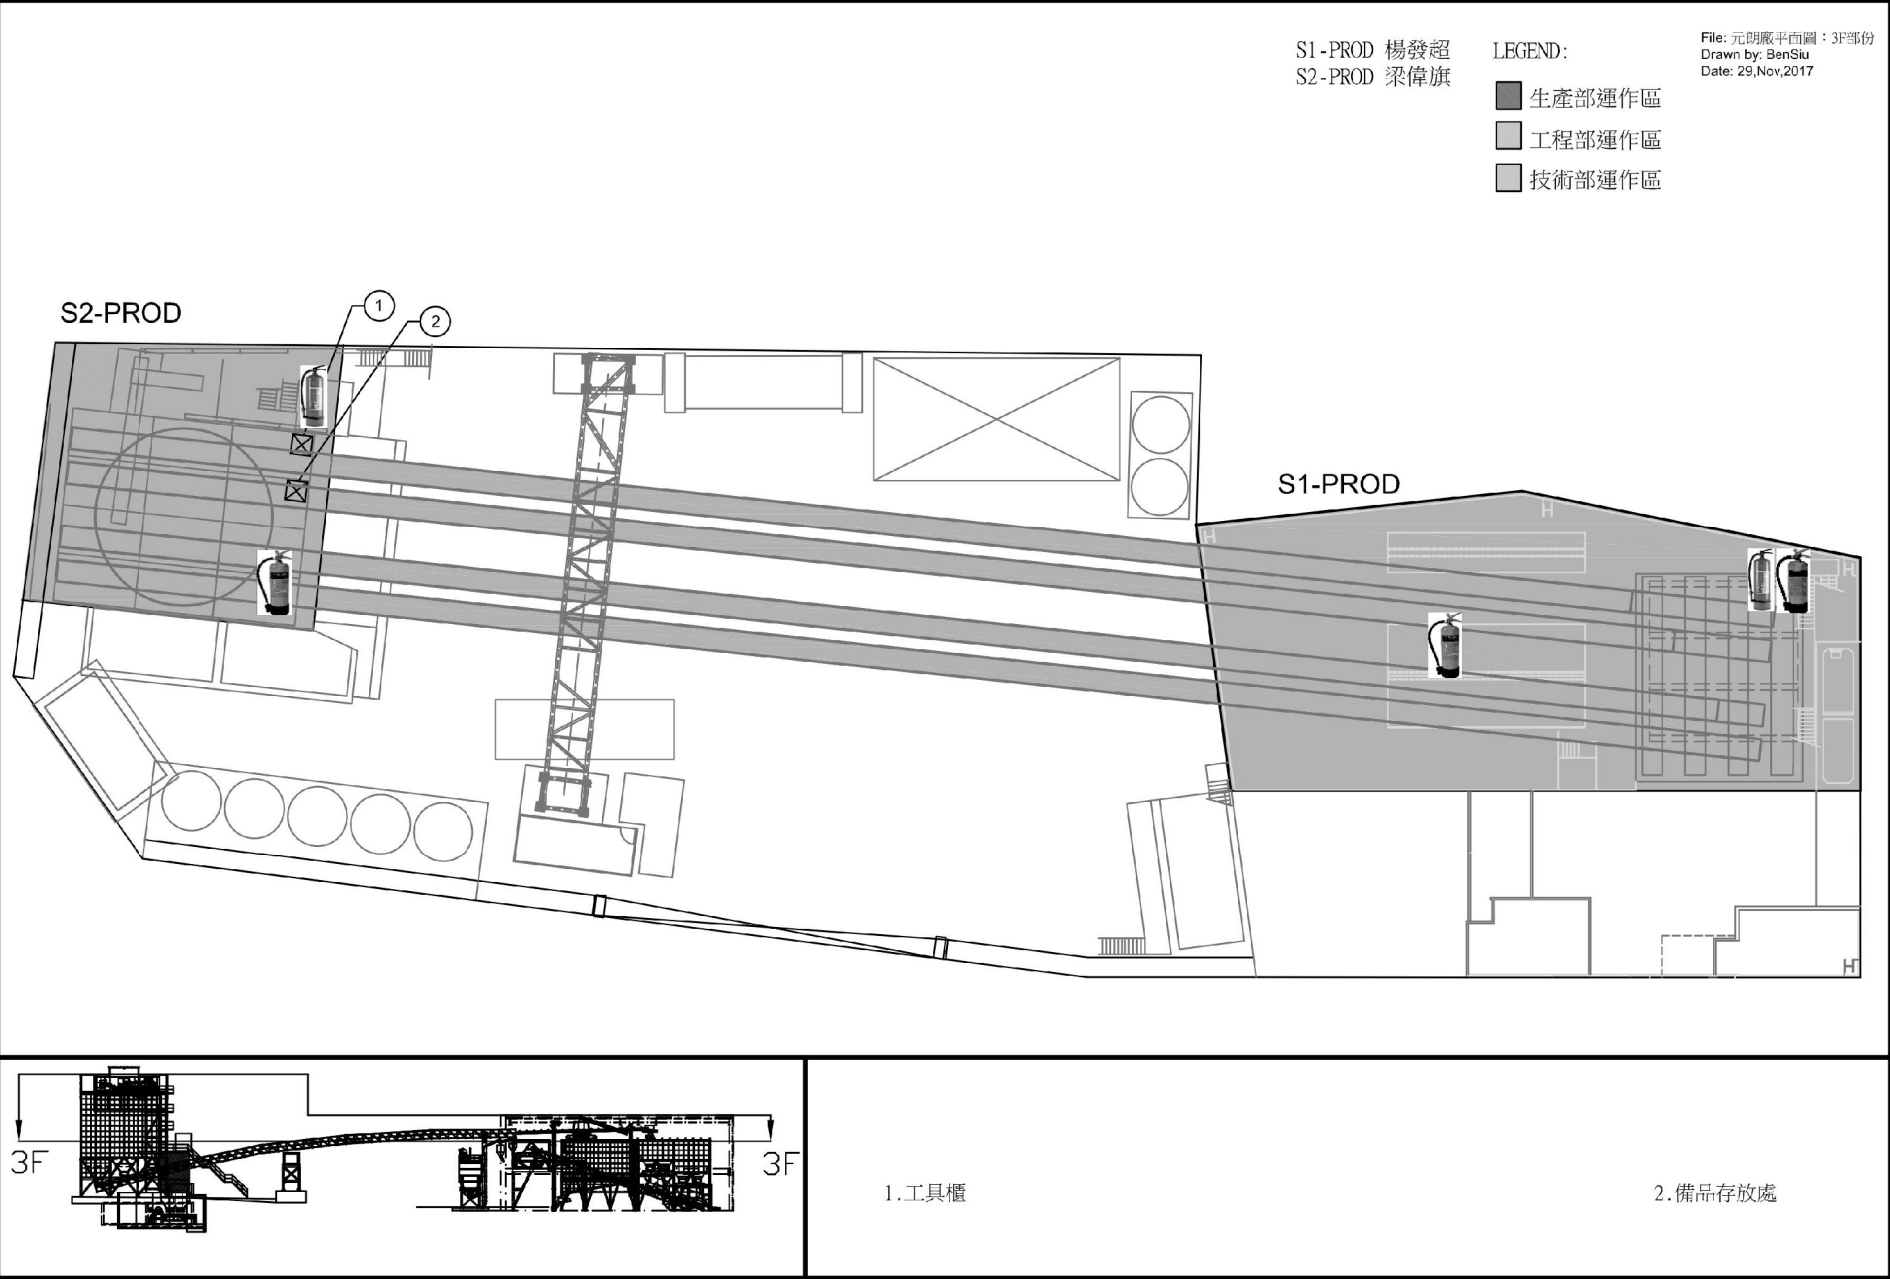 S1-PROD 楊發超
S2-PROD 梁偉旗
LEGEND:
生產部運作區
工程部運作區
技術部運作區
File: 元朗廠平面圖：3F部份
Drawn by: BenSiu
Date: 29,Nov,2017
S2-PROD
1
2
S1-PROD
H
H
H
H
3F
3F
1.工具櫃
2.備品存放處